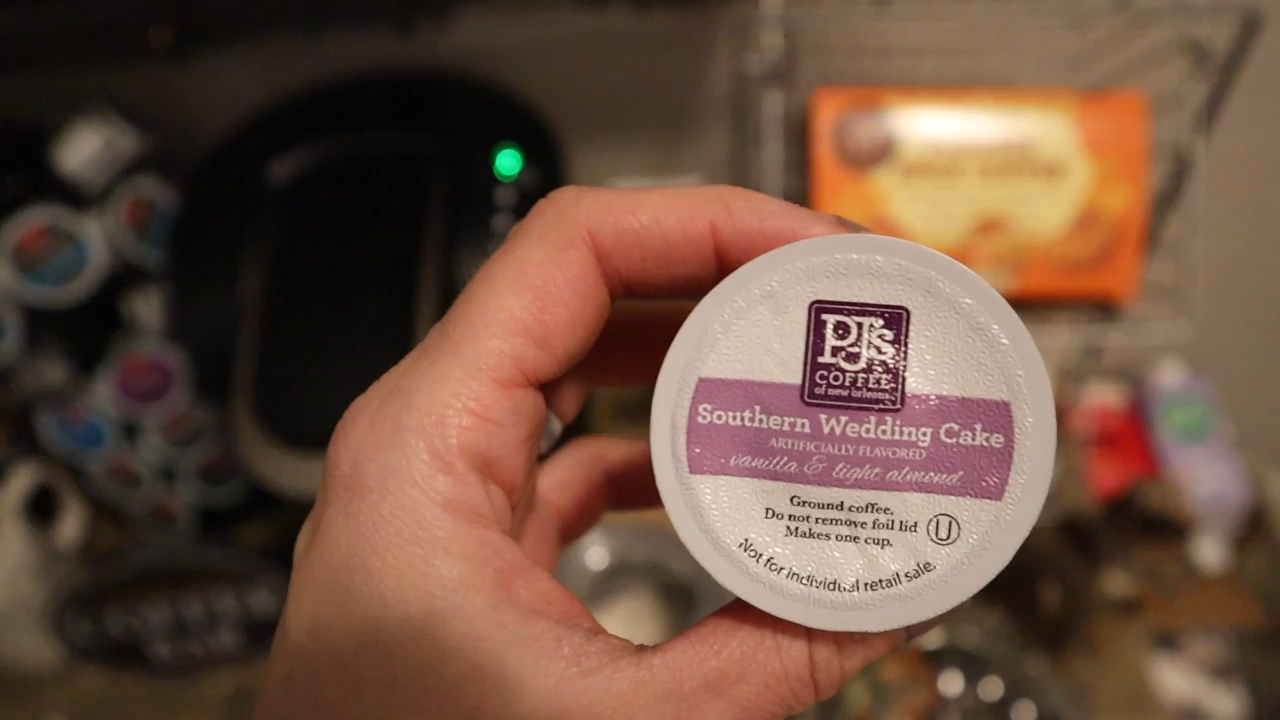 PJ's
COFFEE
of new orleans
Southern Wedding Cake
ARTIFICIALLY FLAVORED
vanilla & light almond
Ground coffee.
Do not remove foil lid
Makes one cup.
U
Not for individual retail sale.